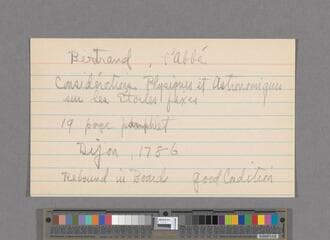 Bertrand, l'Abbé
Considérations Physiques et Astronomiques
sur les Etoiles fixes
19 page pamphlet
Dijon, 1786
rebound in Board good Condition